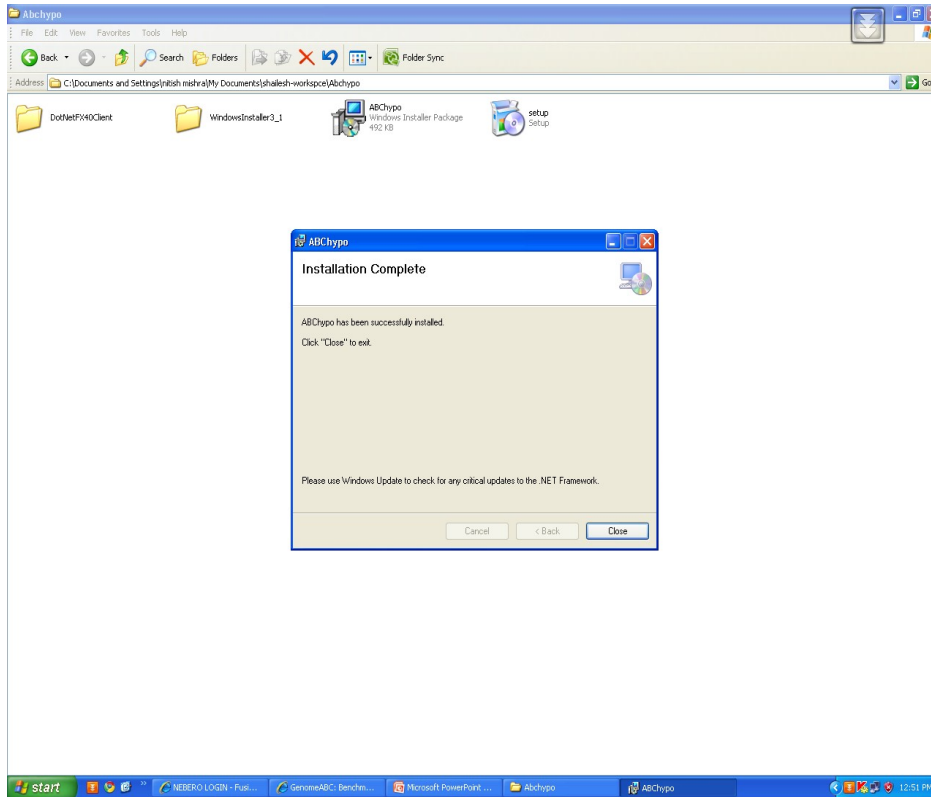 Abchypo
File Edit View Favorites Tools Help
Back Search Folders Folder Sync
Address C:\Documents and Settings\nitish mishra\My Documents\shailesh-workspce\Abchypo Go
DotNetFX40Client
WindowsInstaller3_1
ABChypo
Windows Installer Package
492 KB
setup
Setup
ABChypo
Installation Complete
ABChypo has been successfully installed.
Click "Close" to exit.
Please use Windows Update to check for any critical updates to the .NET Framework.
Cancel < Back Close
start NEBERO LOGIN - Fusi... GenomeABC: Benchm... Microsoft PowerPoint ... Abchypo ABChypo 12:51 PM